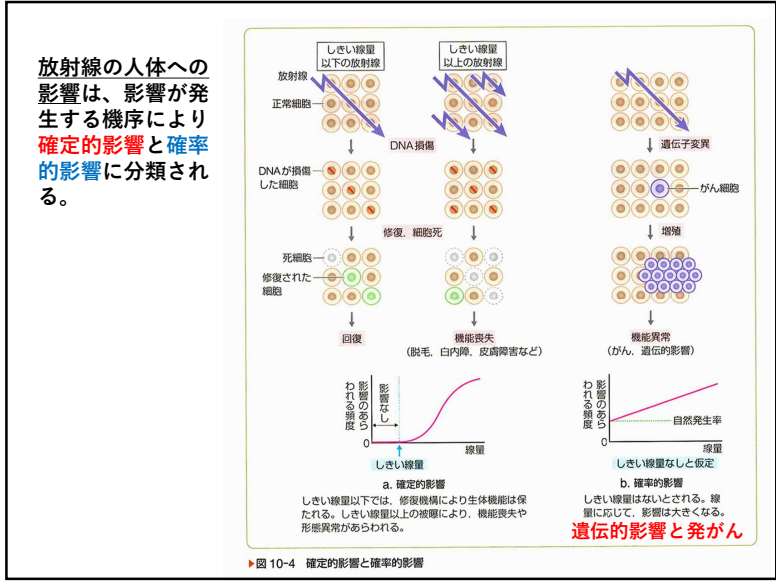 放射線の人体への
影響は、影響が発
生する機序により
確定的影響と確率
的影響に分類され
る。
しきい線量
以下の放射線
しきい線量
以上の放射線
放射線
正常細胞
DNA損傷
遺伝子変異
DNAが損傷
した細胞
がん細胞
修復，細胞死
増殖
死細胞
修復された
細胞
回復
機能喪失
（脱毛，白内障，皮膚障害など）
機能異常
（がん，遺伝的影響）
影響のあら
われる頻度
影響なし
0
線量
しきい線量
a. 確定的影響
しきい線量以下では，修復機構により生体機能は保
たれる。しきい線量以上の被曝により，機能喪失や
形態異常があらわれる。
影響のあら
われる頻度
自然発生率
0
線量
しきい線量なしと仮定
b. 確率的影響
しきい線量はないとされる。線
量に応じて，影響は大きくなる。
遺伝的影響と発がん
▶図 10-4 確定的影響と確率的影響